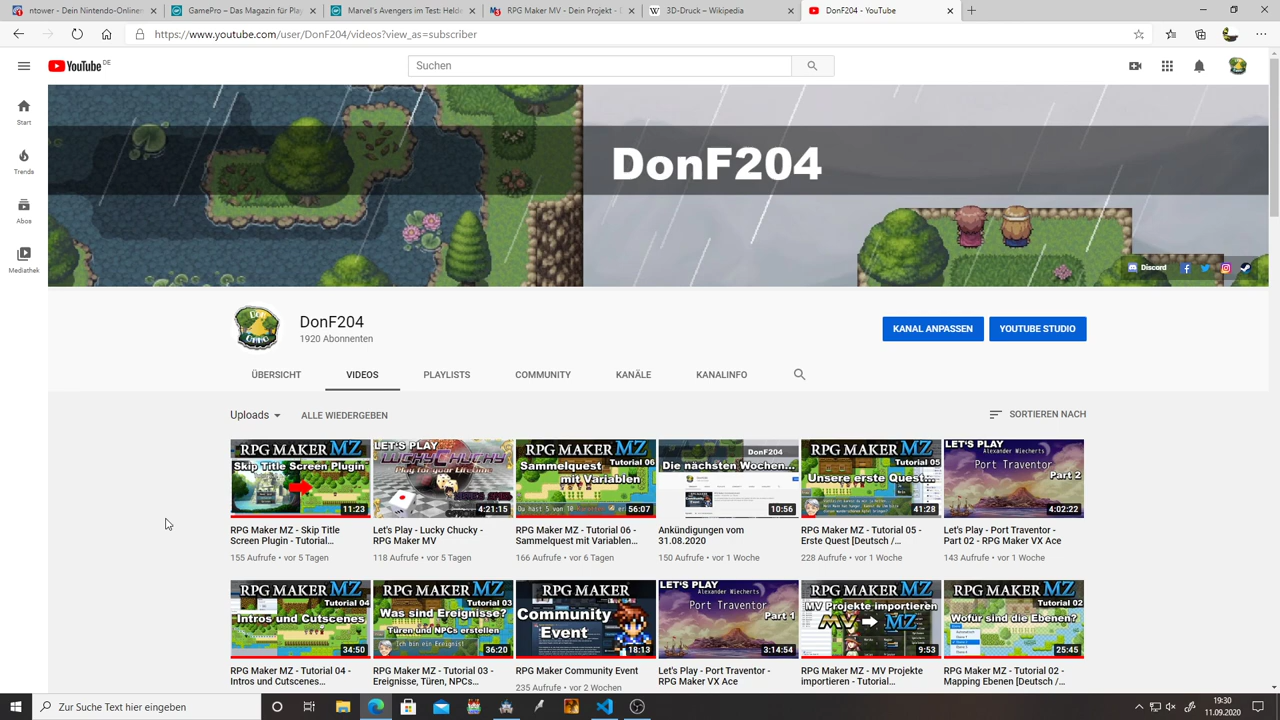 ntower - Dein Nintendo-Onlinem
GamePro - Das Magazin für Play
Marvel's Avengers im Test: Helde
RPG Maker MV - Dein Projekt - S
3D-Druck – Wikipedia
DonF204 - YouTube
https://www.youtube.com/user/DonF204/videos?view_as=subscriber
YouTube DE
Suchen
Start
Trends
Abos
Mediathek
DonF204
Discord
DonF204
1920 Abonnenten
KANAL ANPASSEN
YOUTUBE STUDIO
ÜBERSICHT VIDEOS PLAYLISTS COMMUNITY KANÄLE KANALINFO
Uploads ALLE WIEDERGEBEN
SORTIEREN NACH
RPG MAKER MZ
Skip Title Screen Plugin
11:23
RPG Maker MZ - Skip Title
Screen Plugin - Tutorial...
155 Aufrufe • vor 5 Tagen
LET'S PLAY
LUCKY CHUCKY
4:21:15
Let's Play - Lucky Chucky -
RPG Maker MV
118 Aufrufe • vor 5 Tagen
RPG MAKER MZ
Tutorial 06
Sammelquest
mit Variablen
56:07
RPG Maker MZ - Tutorial 06 -
Sammelquest mit Variablen...
166 Aufrufe • vor 6 Tagen
DonF204
Die nächsten Wochen...
10:56
Ankündigungen vom
31.08.2020
150 Aufrufe • vor 1 Woche
RPG MAKER MZ
Tutorial 05
Unsere erste Quest...
41:28
RPG Maker MZ - Tutorial 05 -
Erste Quest [Deutsch /...
228 Aufrufe • vor 1 Woche
LET'S PLAY
Alexander Wiecherts
Port Traventor
Part 2
4:02:22
Let's Play - Port Traventor -
Part 02 - RPG Maker VX Ace
143 Aufrufe • vor 1 Woche
RPG MAKER MZ
Tutorial 04
Intros und Cutscenes
34:50
RPG Maker MZ - Tutorial 04 -
Intros und Cutscenes...
RPG MAKER MZ
Tutorial 03
Was sind Ereignisse?
Türen und NPCs
erstellen
Ich bin ein Ereignis!
36:20
RPG Maker MZ - Tutorial 03 -
Ereignisse, Türen, NPCs...
RPG MAKER
Community
Event
18:13
RPG Maker Community Event
235 Aufrufe • vor 2 Wochen
LET'S PLAY
Alexander Wiecherts
Port Traventor
Part 1
3:14:54
Let's Play - Port Traventor -
RPG Maker VX Ace
RPG MAKER MZ
MV Projekte importieren
MV MZ
9:53
RPG Maker MZ - MV Projekte
importieren - Tutorial...
RPG MAKER MZ
Tutorial 02
Wofür sind die Ebenen?
25:45
RPG Maker MZ - Tutorial 02 -
Mapping Ebenen [Deutsch /...
Zur Suche Text hier eingeben
19:30
11.09.2020